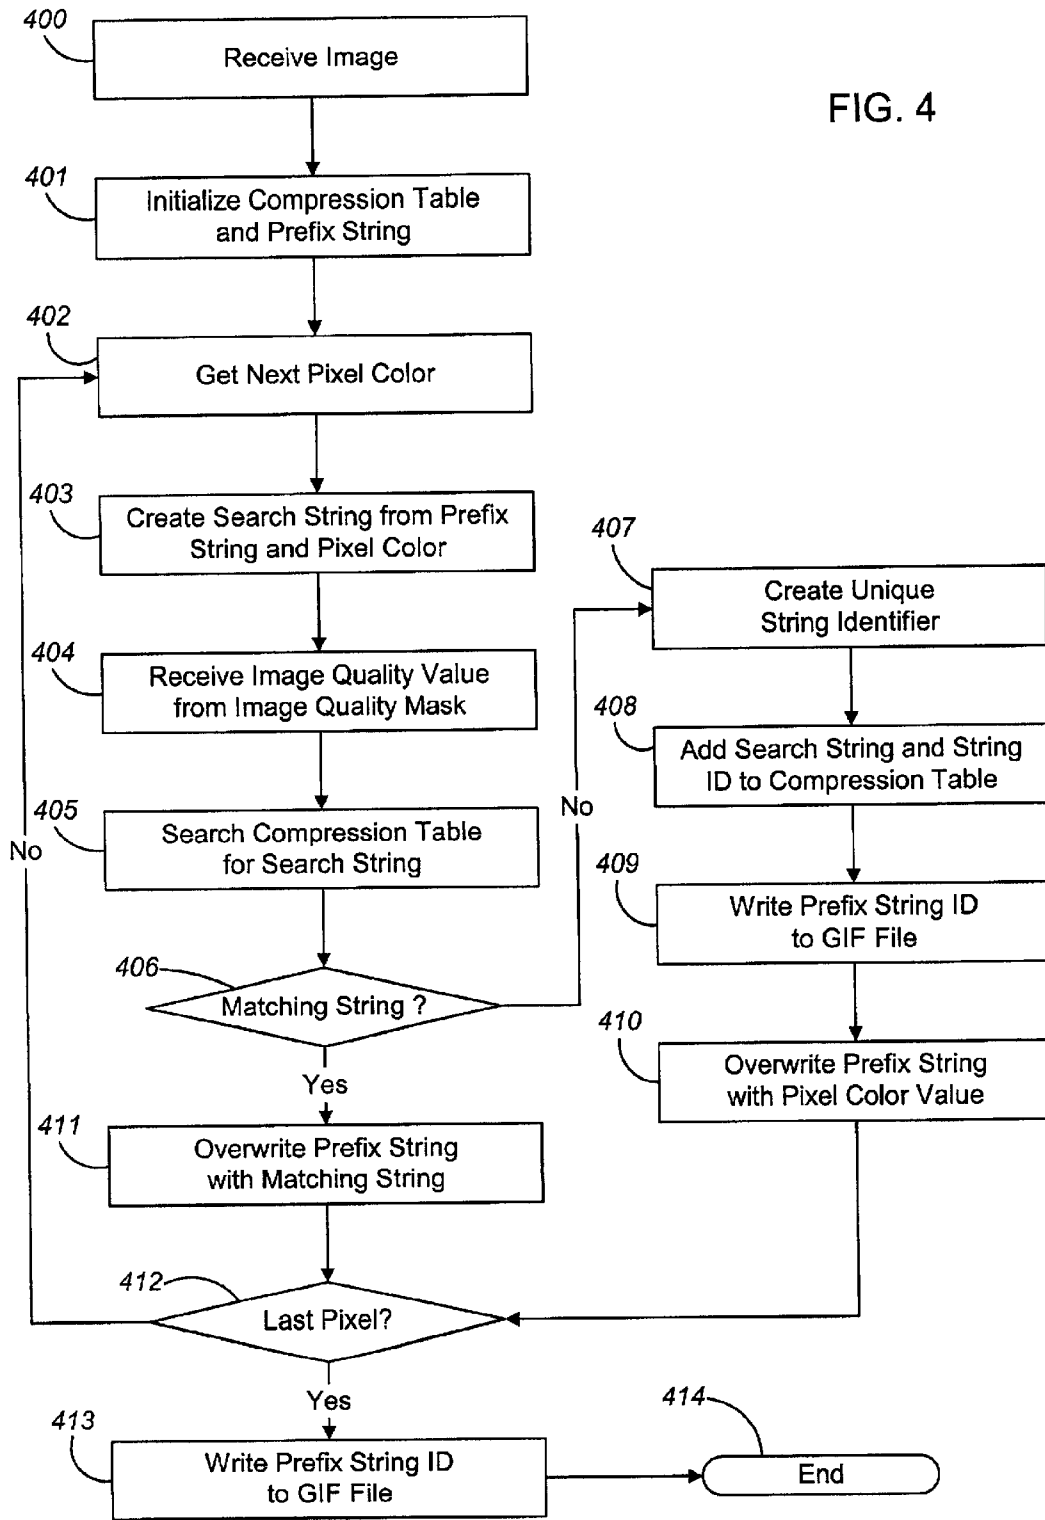 400
Receive Image
FIG. 4
401
Initialize Compression Table
and Prefix String
402
Get Next Pixel Color
403
Create Search String from Prefix
String and Pixel Color
404
Receive Image Quality Value
from Image Quality Mask
405
Search Compression Table
for Search String
No
406
Matching String ?
No
Yes
407
Create Unique
String Identifier
408
Add Search String and String
ID to Compression Table
409
Write Prefix String ID
to GIF File
410
Overwrite Prefix String
with Pixel Color Value
411
Overwrite Prefix String
with Matching String
412
Last Pixel?
Yes
413
Write Prefix String ID
to GIF File
414
End